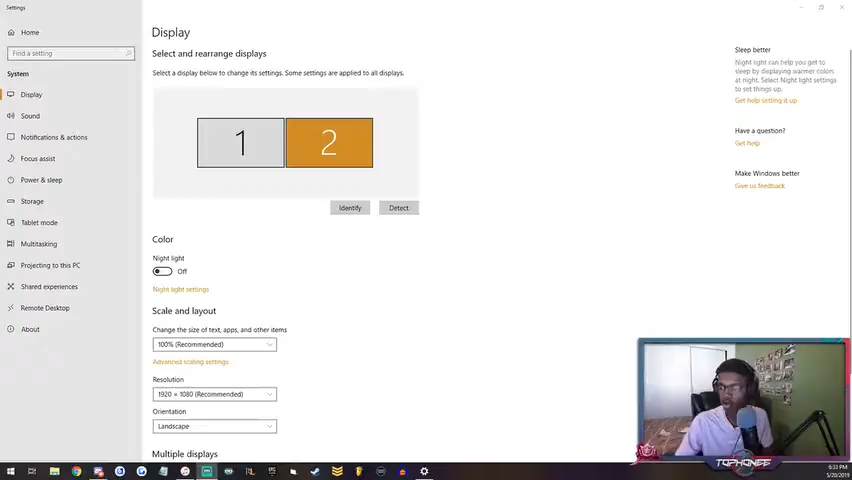 Settings
Home
Find a setting
System
Display
Sound
Notifications & actions
Focus assist
Power & sleep
Storage
Tablet mode
Multitasking
Projecting to this PC
Shared experiences
Remote Desktop
About
Display
Select and rearrange displays
Select a display below to change its settings. Some settings are applied to all displays.
1
2
Identify
Detect
Color
Night light
Off
Night light settings
Scale and layout
Change the size of text, apps, and other items
100% (Recommended)
Advanced scaling settings
Resolution
1920 × 1080 (Recommended)
Orientation
Landscape
Multiple displays
Sleep better
Night light can help you get to
sleep by displaying warmer colors
at night. Select Night light settings
to set things up.
Get help setting it up
Have a question?
Get help
Make Windows better
Give us feedback
TOPHONEE
6:33 PM
5/20/2019